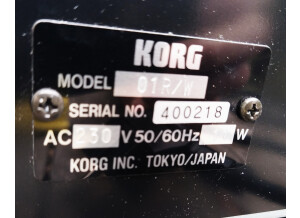 KORG
MODEL 01R/W
SERIAL NO. 400218
AC 230 V 50/60Hz W
KORG INC. TOKYO/JAPAN